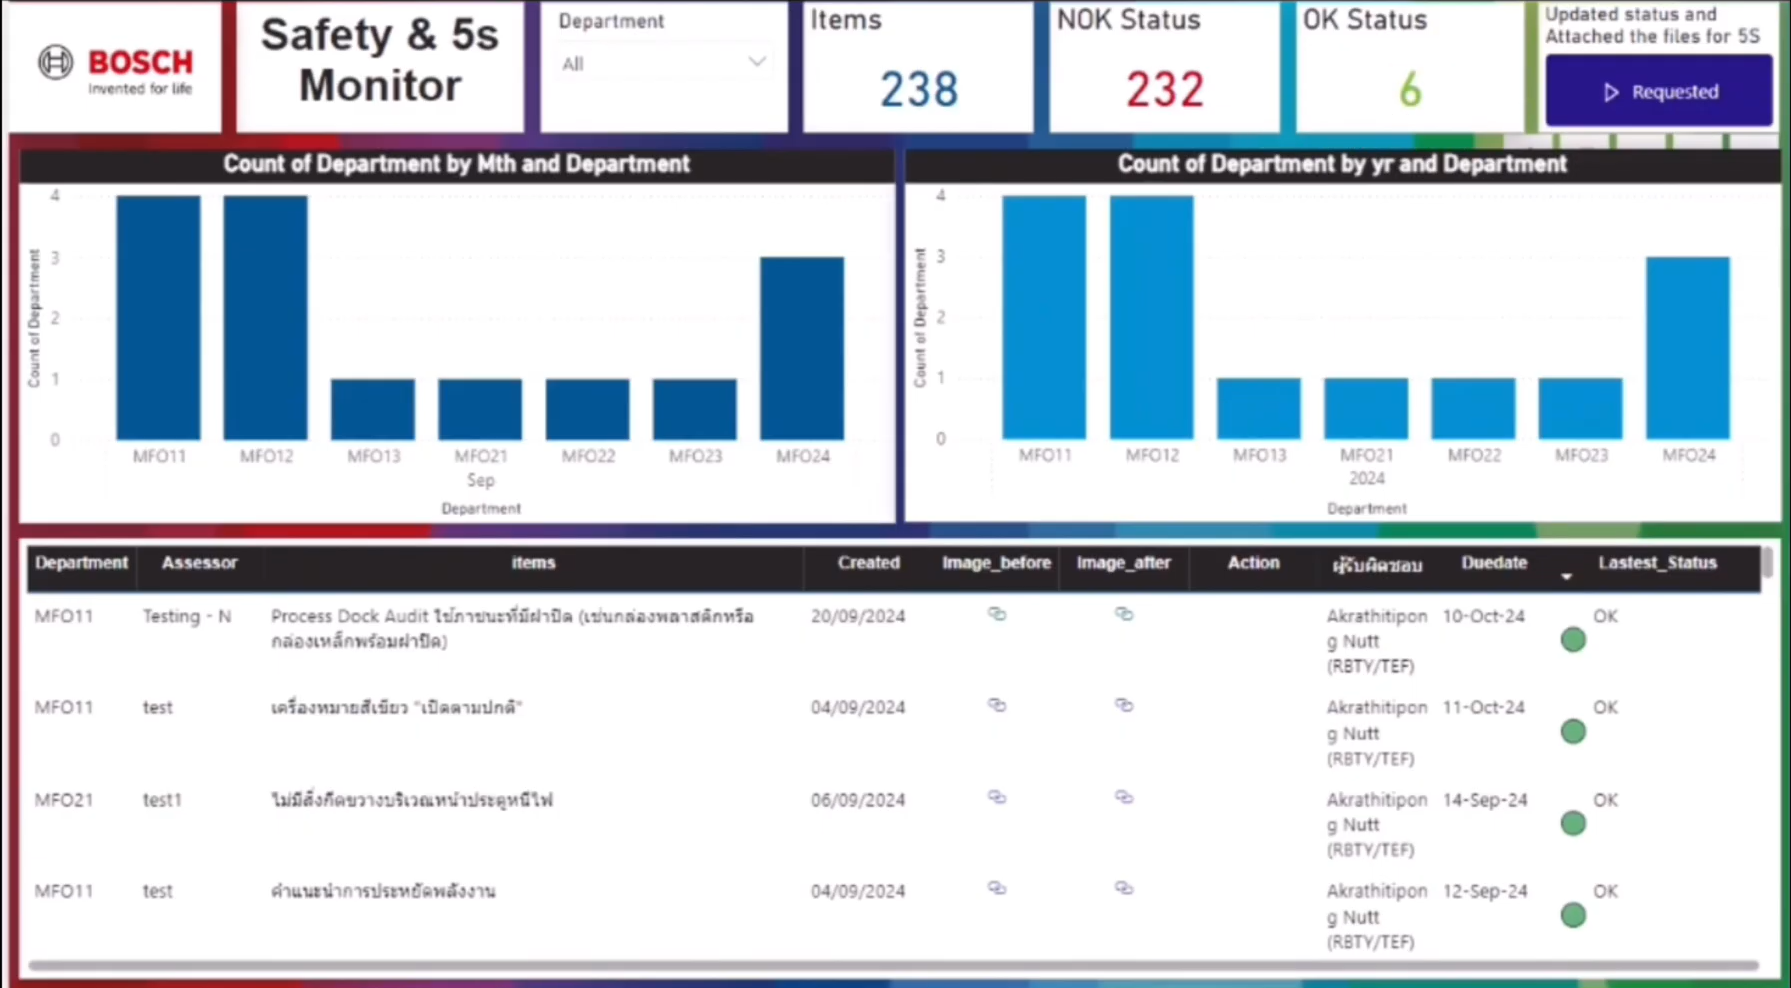 BOSCH
Invented for life
Safety & 5s
Monitor
Department
All
Items
238
NOK Status
232
OK Status
6
Updated status and
Attached the files for 5S
Requested
Count of Department by Mth and Department
Count of Department
4
3
2
1
0
MFO11 MFO12 MFO13 MFO21 MFO22 MFO23 MFO24
Sep
Department
Count of Department by yr and Department
Count of Department
4
3
2
1
0
MFO11 MFO12 MFO13 MFO21 MFO22 MFO23 MFO24
2024
Department
Department Assessor items Created Image_before Image_after Action ผู้รับผิดชอบ Duedate Lastest_Status
MFO11 Testing - N Process Dock Audit ใช้ภาชนะที่มีฝาปิด (เช่นกล่องพลาสติกหรือ 20/09/2024 Akrathitipon 10-Oct-24 OK
กล่องเหล็กพร้อมฝาปิด) g Nutt
(RBTY/TEF)
MFO11 test เครื่องหมายสีเขียว "เปิดตามปกติ" 04/09/2024 Akrathitipon 11-Oct-24 OK
g Nutt
(RBTY/TEF)
MFO21 test1 ไม่มีสิ่งกีดขวางบริเวณหน้าประตูหนีไฟ 06/09/2024 Akrathitipon 14-Sep-24 OK
g Nutt
(RBTY/TEF)
MFO11 test คำแนะนำการประหยัดพลังงาน 04/09/2024 Akrathitipon 12-Sep-24 OK
g Nutt
(RBTY/TEF)